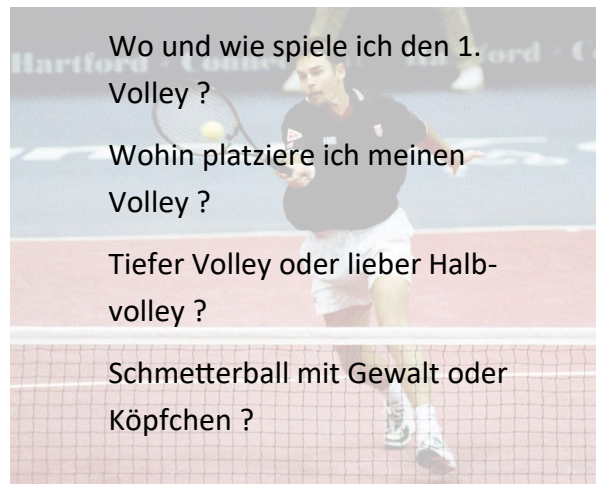 Wo und wie spiele ich den 1.
Hartford
Volley ?
Wohin platziere ich meinen
Volley ?
Tiefer Volley oder lieber Halb-
volley ?
Schmetterball mit Gewalt oder
Köpfchen ?